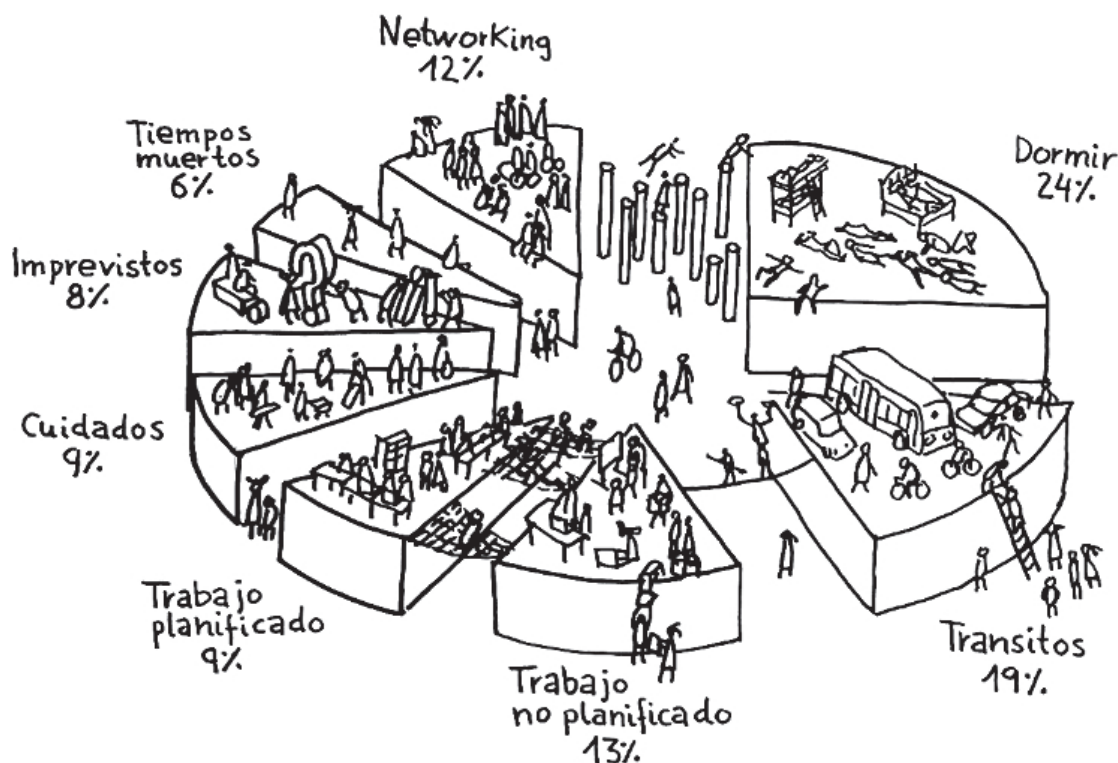 Networking
12%
Tiempos
muertos
6%
Dormir
24%
Imprevistos
8%
Cuidados
9%
Trabajo
planificado
9%
Trabajo
no planificado
13%
Transitos
19%